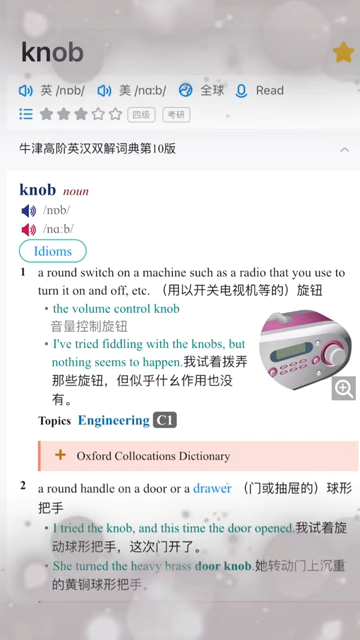 knob
英 /nɒb/ 美 /nɑːb/ 全球 Read
四级 考研
牛津高阶英汉双解词典第10版
knob noun
/nɒb/
/nɑːb/
Idioms
1 a round switch on a machine such as a radio that you use to
turn it on and off, etc. （用以开关电视机等的）旋钮
• the volume control knob
音量控制旋钮
• I've tried fiddling with the knobs, but
nothing seems to happen.我试着拨弄
那些旋钮，但似乎什么作用也没
有。
Topics Engineering C1
+ Oxford Collocations Dictionary
2 a round handle on a door or a drawer （门或抽屉的）球形
把手
• I tried the knob, and this time the door opened.我试着旋
动球形把手，这次门开了。
• She turned the heavy brass door knob.她转动门上沉重
的黄铜球形把手。